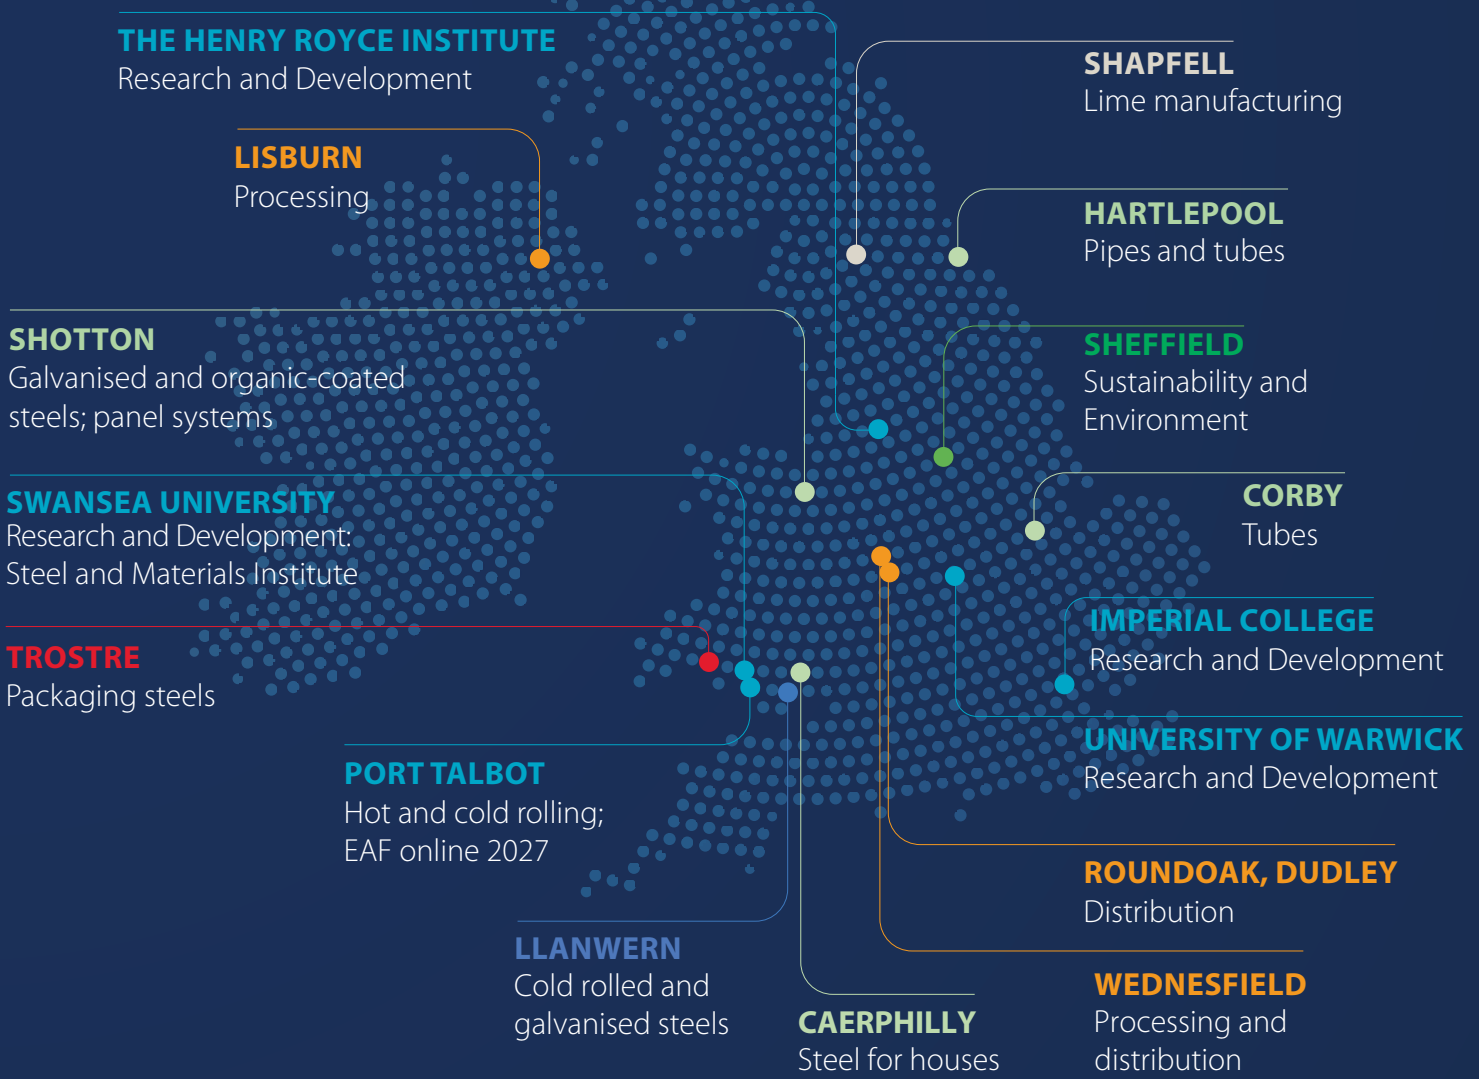 THE HENRY ROYCE INSTITUTE
Research and Development
SHAPFELL
Lime manufacturing
LISBURN
Processing
HARTLEPOOL
Pipes and tubes
SHOTTON
Galvanised and organic-coated
steels; panel systems
SHEFFIELD
Sustainability and
Environment
SWANSEA UNIVERSITY
Research and Development:
Steel and Materials Institute
CORBY
Tubes
TROSTRE
Packaging steels
IMPERIAL COLLEGE
Research and Development
UNIVERSITY OF WARWICK
Research and Development
PORT TALBOT
Hot and cold rolling;
EAF online 2027
ROUNDOAK, DUDLEY
Distribution
LLANWERN
Cold rolled and
galvanised steels
WEDNESFIELD
Processing and
distribution
CAERPHILLY
Steel for houses